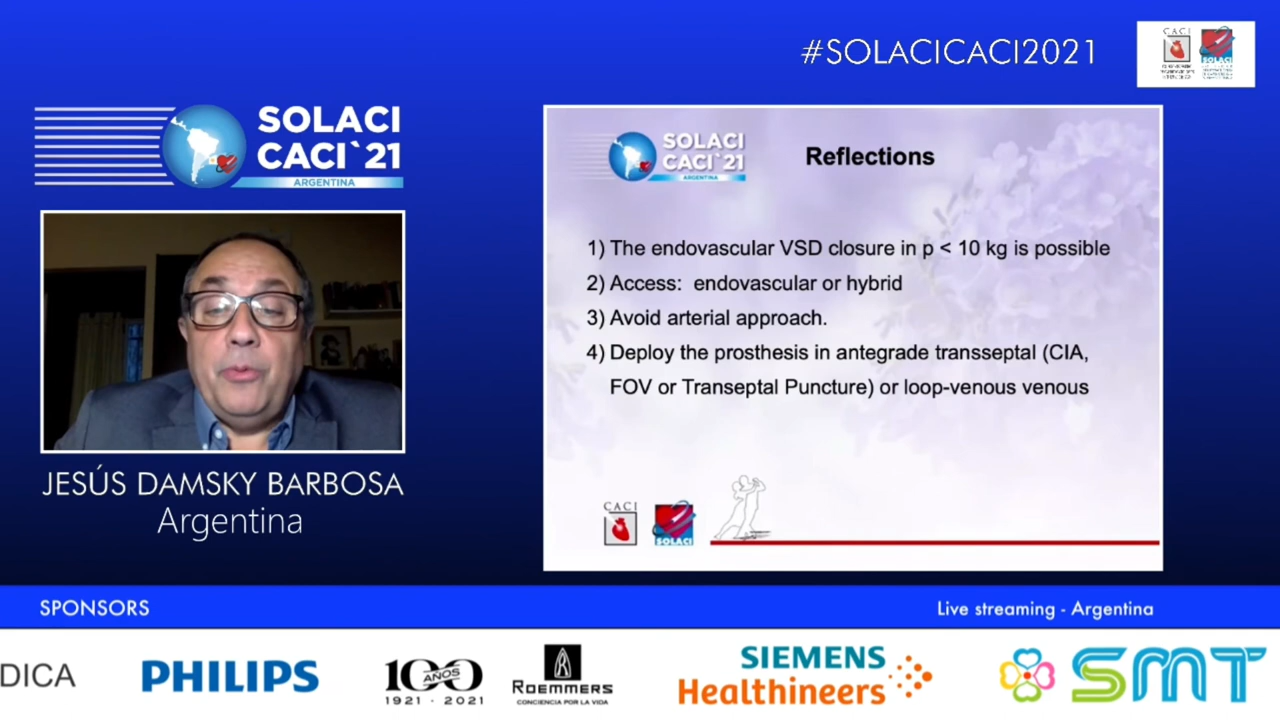 #SOLACICACI2021
CACI
SOLACI
SOLACI
CACI`21
ARGENTINA
JESÚS DAMSKY BARBOSA
Argentina
SOLACI
CACI`21
ARGENTINA
Reflections
1) The endovascular VSD closure in p < 10 kg is possible
2) Access: endovascular or hybrid
3) Avoid arterial approach.
4) Deploy the prosthesis in antegrade transseptal (CIA,
FOV or Transeptal Puncture) or loop-venous venous
CACI
SOLACI
SPONSORS
Live streaming - Argentina
DICA
PHILIPS
100
AÑOS
1921 - 2021
ROEMMERS
CONCIENCIA POR LA VIDA
SIEMENS
Healthineers
SMT